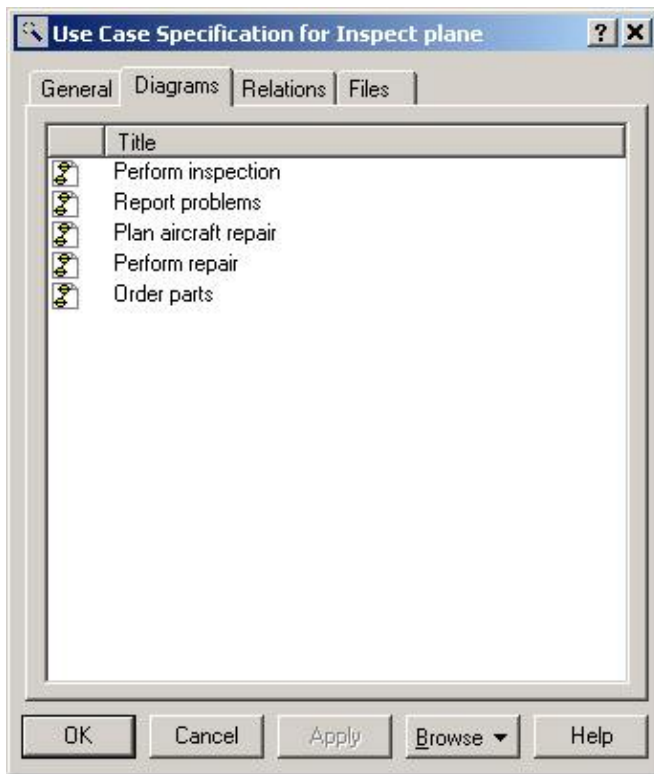 Use Case Specification for Inspect plane
General Diagrams Relations Files
Title
Perform inspection
Report problems
Plan aircraft repair
Perform repair
Order parts
OK Cancel Apply Browse Help